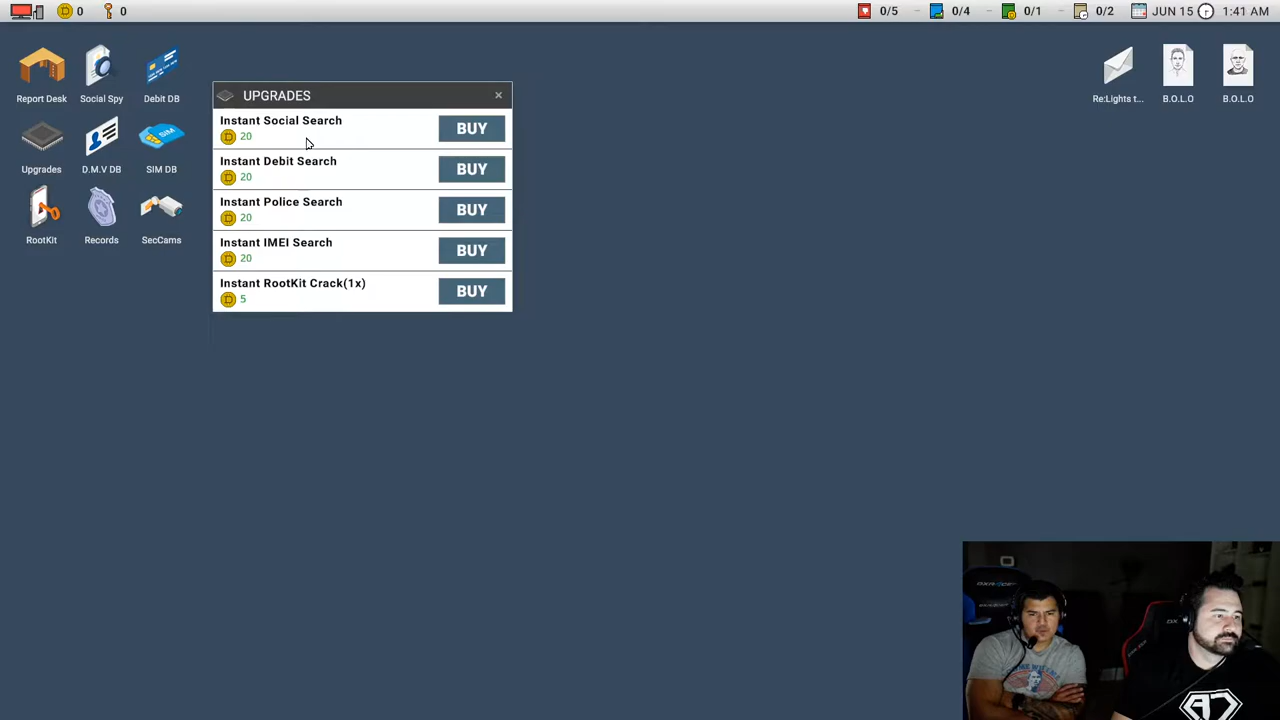 0 0 0/5 0/4 0/1 0/2 JUN 15 1:41 AM
Report Desk Social Spy Debit DB
Upgrades D.M.V DB SIM DB
RootKit Records SecCams
Re:Lights t... B.O.L.O B.O.L.O
UPGRADES
Instant Social Search
20
BUY
Instant Debit Search
20
BUY
Instant Police Search
20
BUY
Instant IMEI Search
20
BUY
Instant RootKit Crack(1x)
5
BUY